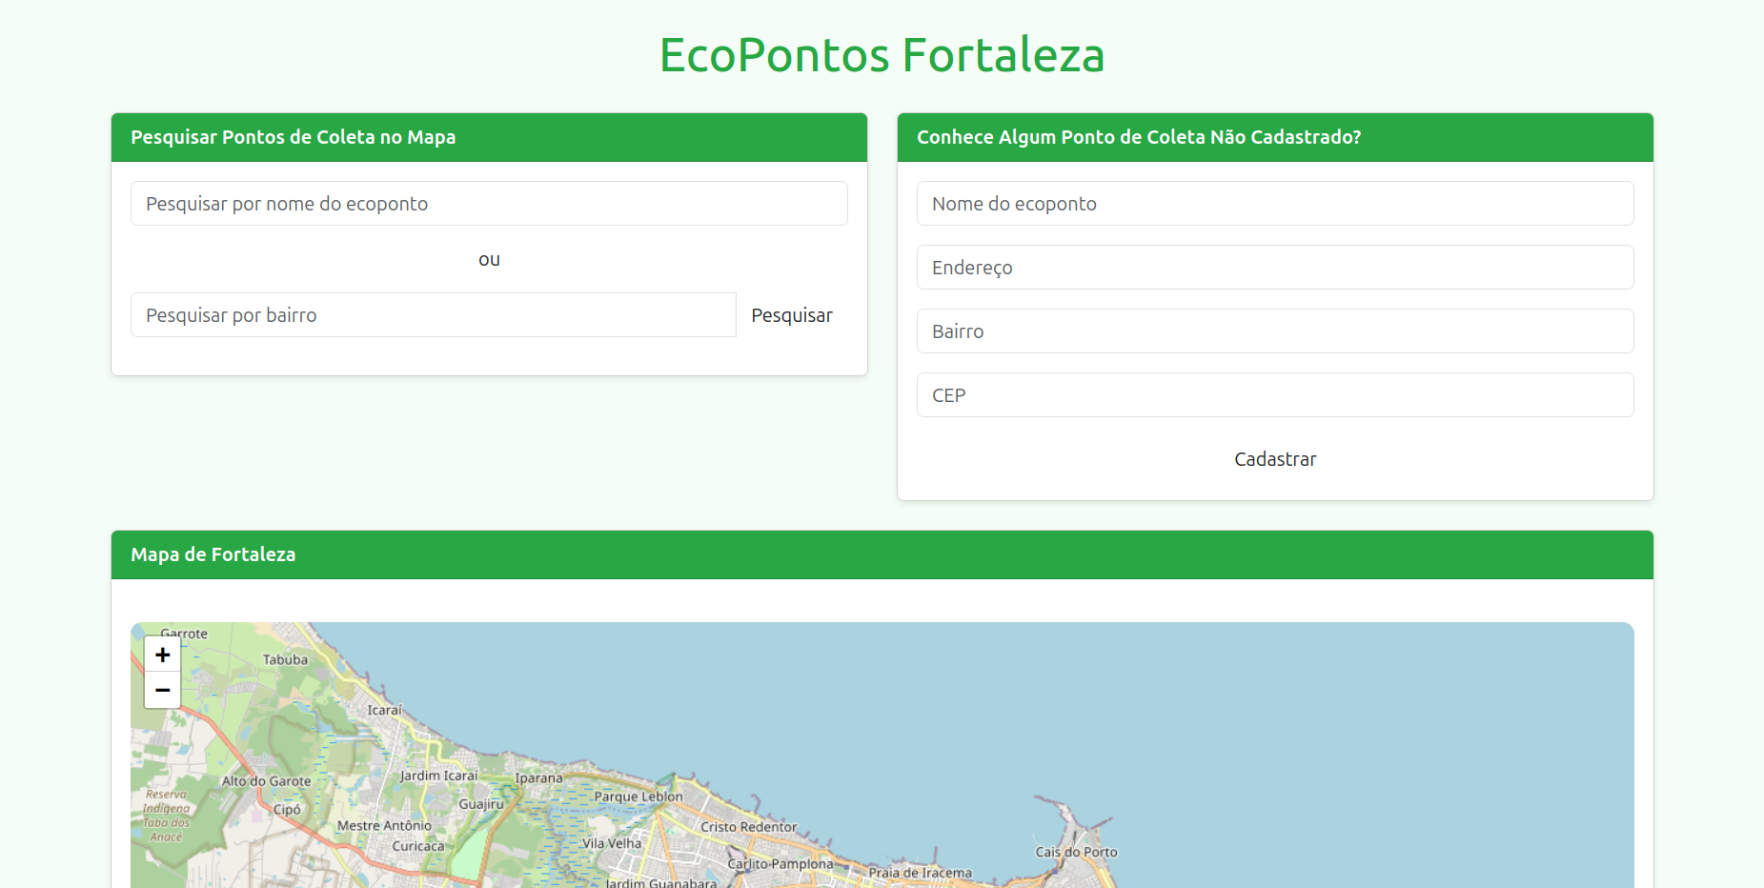 EcoPontos Fortaleza
Pesquisar Pontos de Coleta no Mapa
Pesquisar por nome do ecoponto
ou
Pesquisar por bairro
Pesquisar
Conhece Algum Ponto de Coleta Não Cadastrado?
Nome do ecoponto
Endereço
Bairro
CEP
Cadastrar
Mapa de Fortaleza
+
−
Garrote
Tabuba
Icaraí
Jardim Icaraí
Iparana
Alto do Garote
Reserva
Indígena
Taba dos
Anacé
Cipó
Guajiru
Parque Leblon
Mestre Antônio
Curicaca
Vila Velha
Cristo Redentor
Carlito-Pamplona
Cais do Porto
Praia de Iracema
Jardim Guanabara